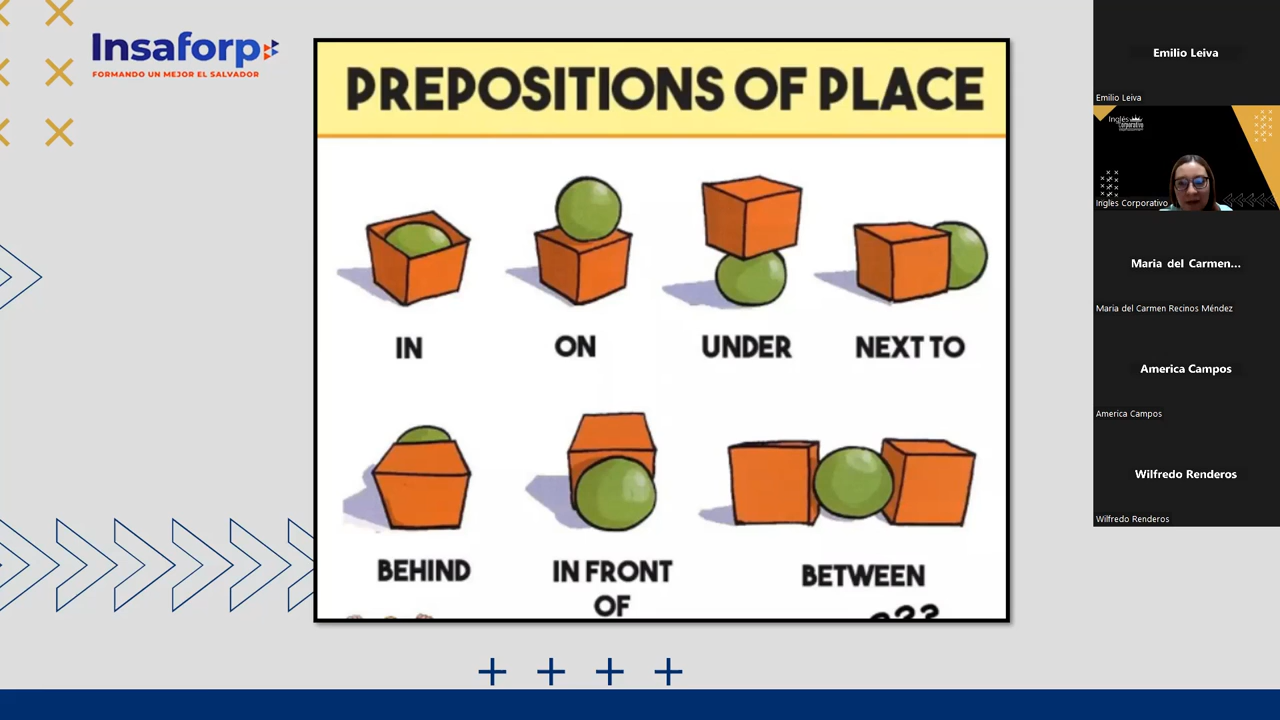 Insaforp
FORMANDO UN MEJOR EL SALVADOR
PREPOSITIONS OF PLACE
IN
ON
UNDER
NEXT TO
BEHIND
IN FRONT
OF
BETWEEN
???
Emilio Leiva
Emilio Leiva
Inglés
Corporativo
Ingles Corporativo
Maria del Carmen...
Maria del Carmen Recinos Méndez
America Campos
America Campos
Wilfredo Renderos
Wilfredo Renderos